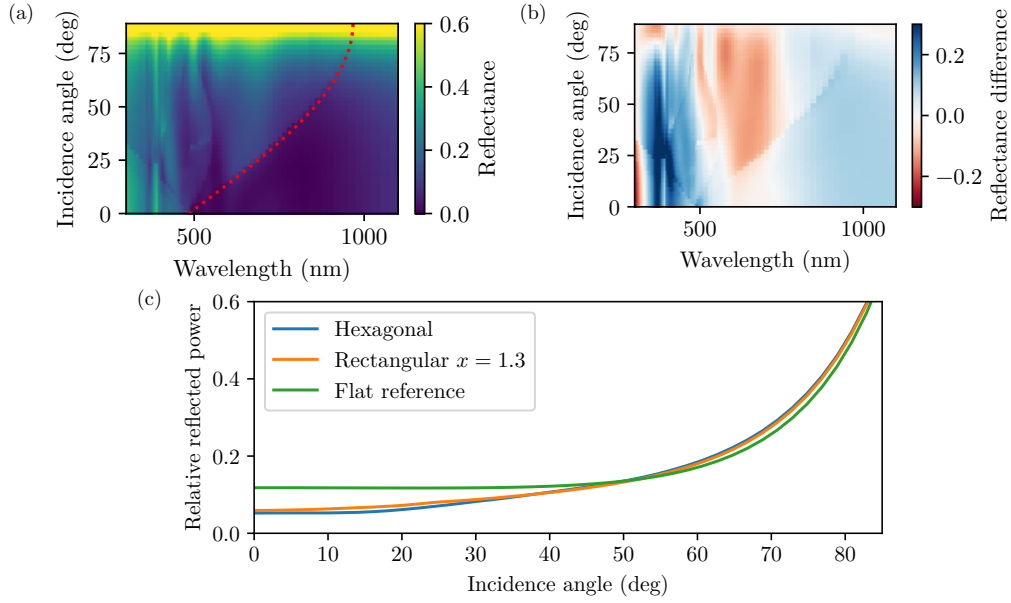 (a)
75
50
25
0
Incidence angle (deg)
500
1000
Wavelength (nm)
0.6
0.4
0.2
0.0
Reflectance
(b)
75
50
25
0
Incidence angle (deg)
500
1000
Wavelength (nm)
0.2
0.0
−0.2
Reflectance difference
(c)
0.6
0.4
0.2
0.0
Relative reflected power
Hexagonal
Rectangular x = 1.3
Flat reference
0 10 20 30 40 50 60 70 80
Incidence angle (deg)